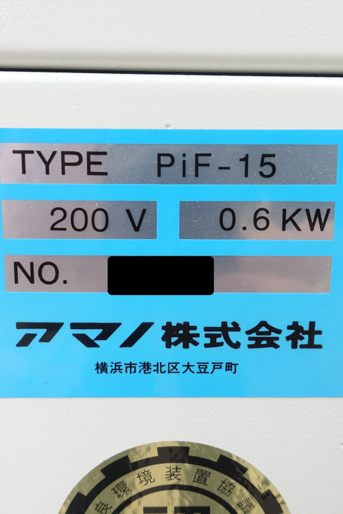 TYPE PiF-15
200 V 0.6 KW
NO.
アマノ株式会社
横浜市港北区大豆戸町
良環境装置協